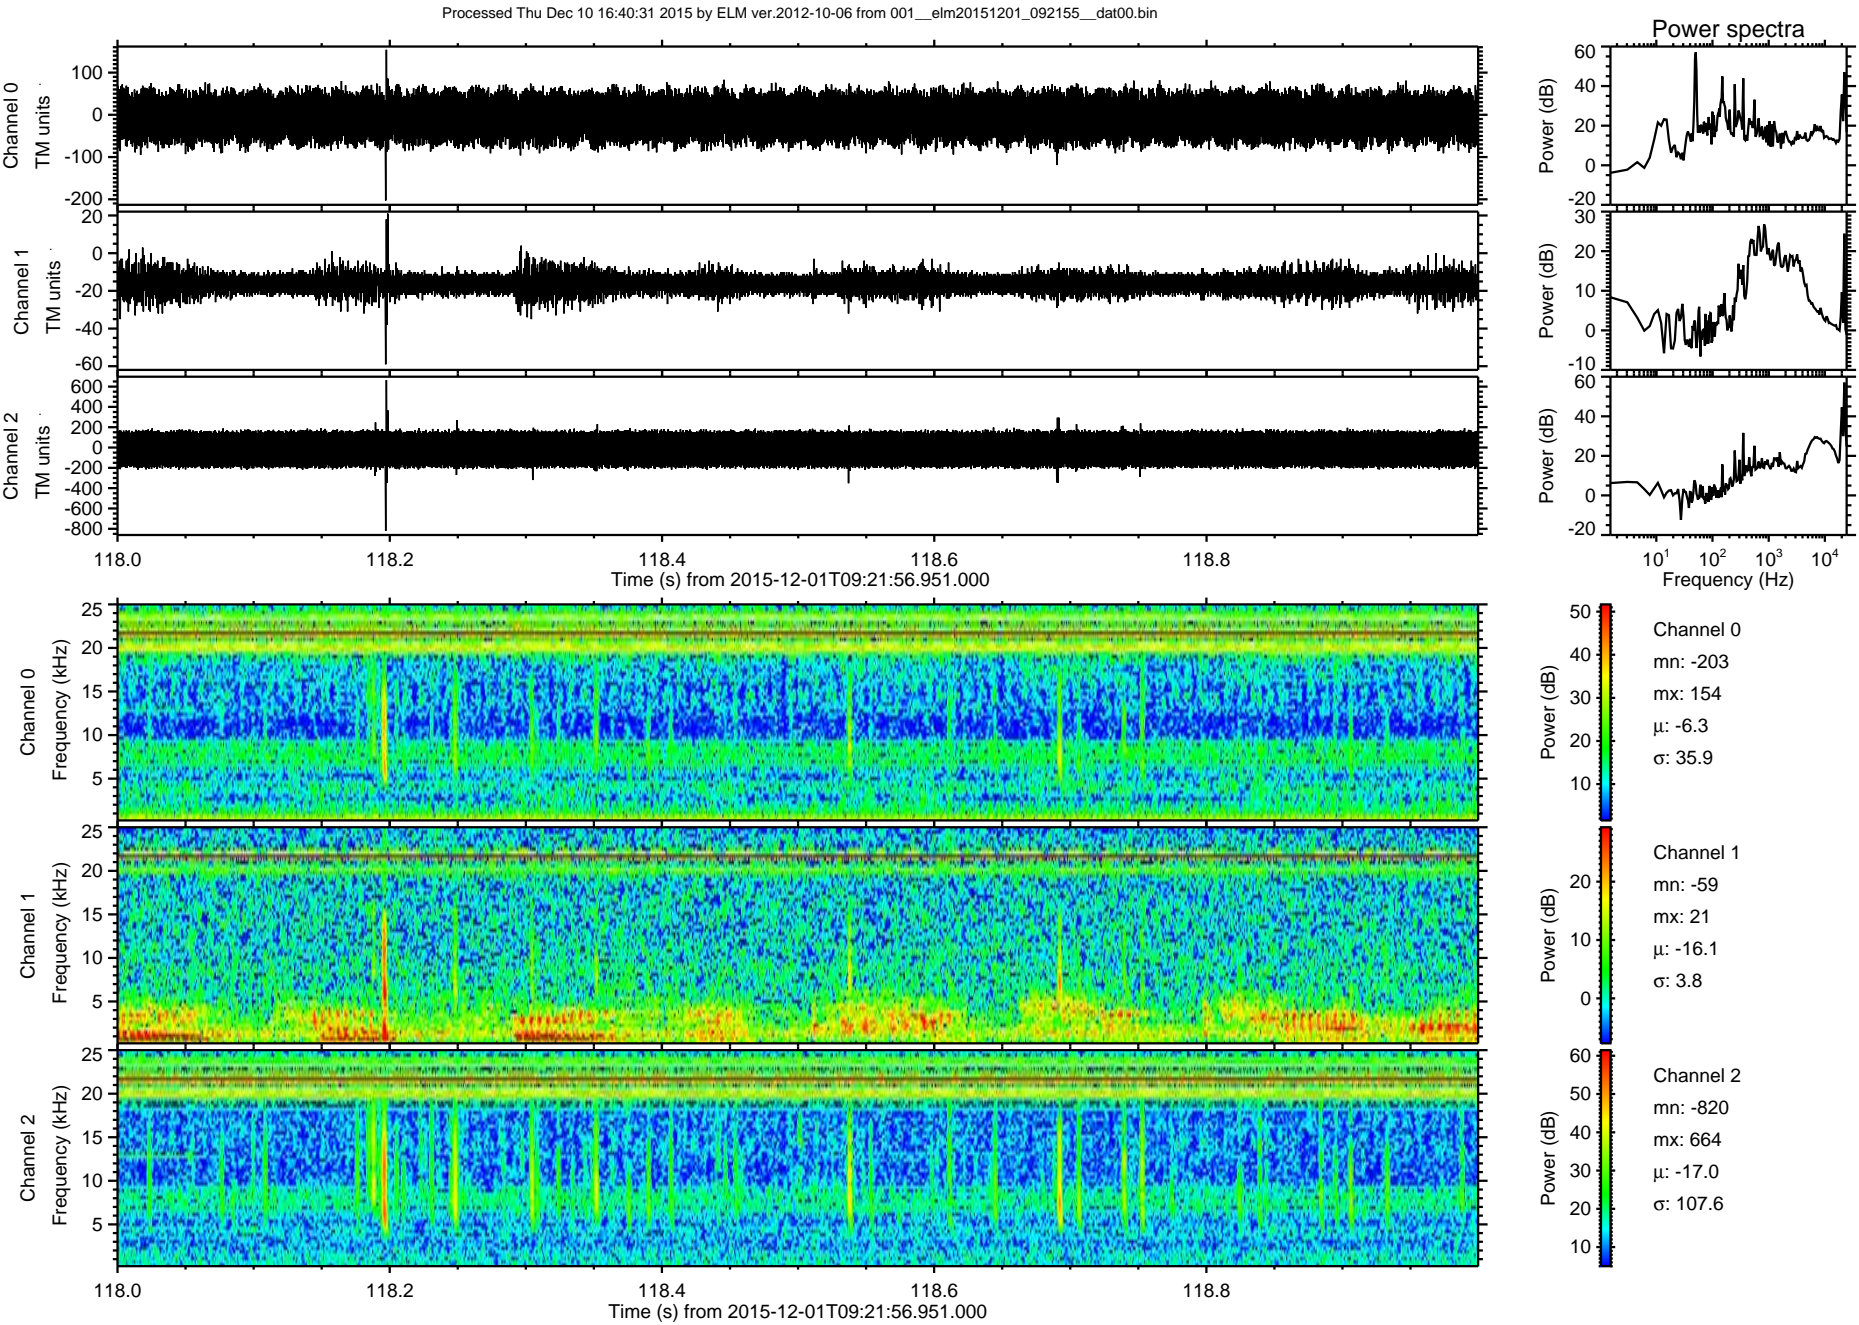 Processed Thu Dec 10 16:40:31 2015 by ELM ver.2012-10-06 from 001__elm20151201_092155__dat00.bin
Power spectra
Channel 0
TM units
100
0
-100
-200
Power (dB)
60
40
20
0
-20
Channel 1
TM units
20
0
-20
-40
-60
Power (dB)
30
20
10
0
-10
Channel 2
TM units
600
400
200
0
-200
-400
-600
-800
Power (dB)
60
40
20
0
-20
118.0 118.2 118.4 118.6 118.8
Time (s) from 2015-12-01T09:21:56.951.000
10¹ 10² 10³ 10⁴
Frequency (Hz)
Channel 0
Frequency (kHz)
25
20
15
10
5
Power (dB)
50
40
30
20
10
Channel 0
mn: -203
mx: 154
μ: -6.3
σ: 35.9
Channel 1
Frequency (kHz)
25
20
15
10
5
Power (dB)
20
10
0
Channel 1
mn: -59
mx: 21
μ: -16.1
σ: 3.8
Channel 2
Frequency (kHz)
25
20
15
10
5
Power (dB)
60
50
40
30
20
10
Channel 2
mn: -820
mx: 664
μ: -17.0
σ: 107.6
118.0 118.2 118.4 118.6 118.8
Time (s) from 2015-12-01T09:21:56.951.000